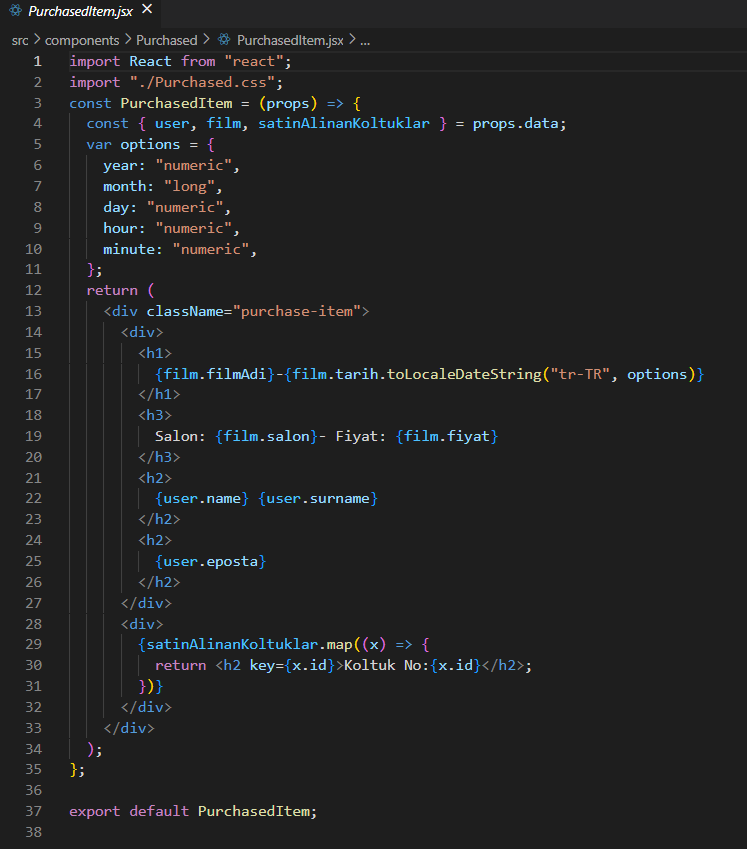 PurchasedItem.jsx ×
src > components > Purchased > PurchasedItem.jsx > ...
1 import React from "react";
2 import "./Purchased.css";
3 const PurchasedItem = (props) => {
4   const { user, film, satinAlinanKoltuklar } = props.data;
5   var options = {
6     year: "numeric",
7     month: "long",
8     day: "numeric",
9     hour: "numeric",
10     minute: "numeric",
11   };
12   return (
13     <div className="purchase-item">
14       <div>
15         <h1>
16           {film.filmAdi}-{film.tarih.toLocaleDateString("tr-TR", options)}
17         </h1>
18         <h3>
19           Salon: {film.salon}- Fiyat: {film.fiyat}
20         </h3>
21         <h2>
22           {user.name} {user.surname}
23         </h2>
24         <h2>
25           {user.eposta}
26         </h2>
27       </div>
28       <div>
29         {satinAlinanKoltuklar.map((x) => {
30           return <h2 key={x.id}>Koltuk No:{x.id}</h2>;
31         })}
32       </div>
33     </div>
34   );
35 };
36
37 export default PurchasedItem;
38